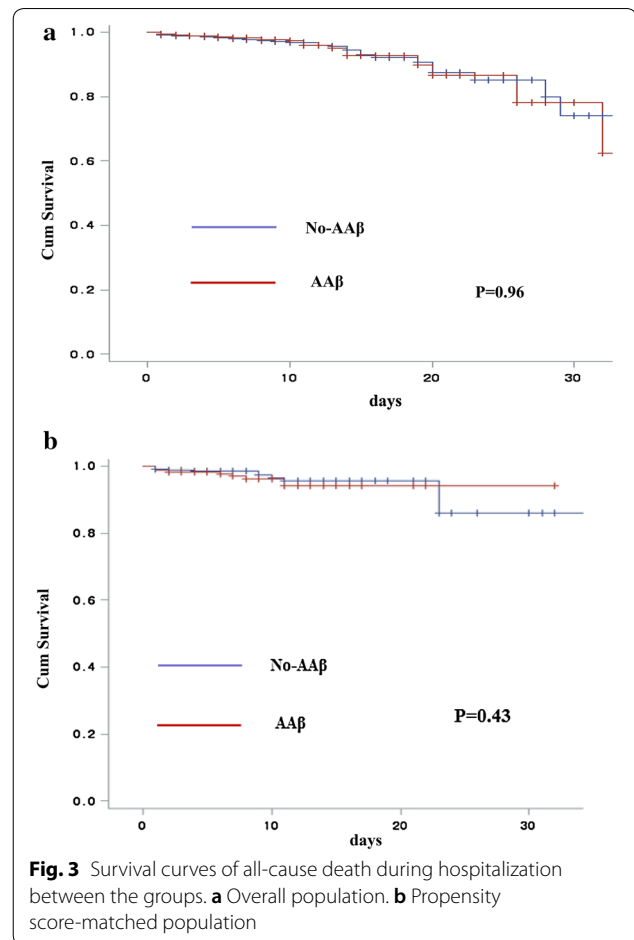 a
1.0
0.8
0.6
0.4
0.2
0.0
Cum Survival
No-AAβ
AAβ
P=0.96
0 10 20 30
days
b
1.0
0.8
0.6
0.4
0.2
0.0
Cum Survival
No-AAβ
AAβ
P=0.43
0 10 20 30
days
Fig. 3 Survival curves of all-cause death during hospitalization
between the groups. a Overall population. b Propensity
score-matched population